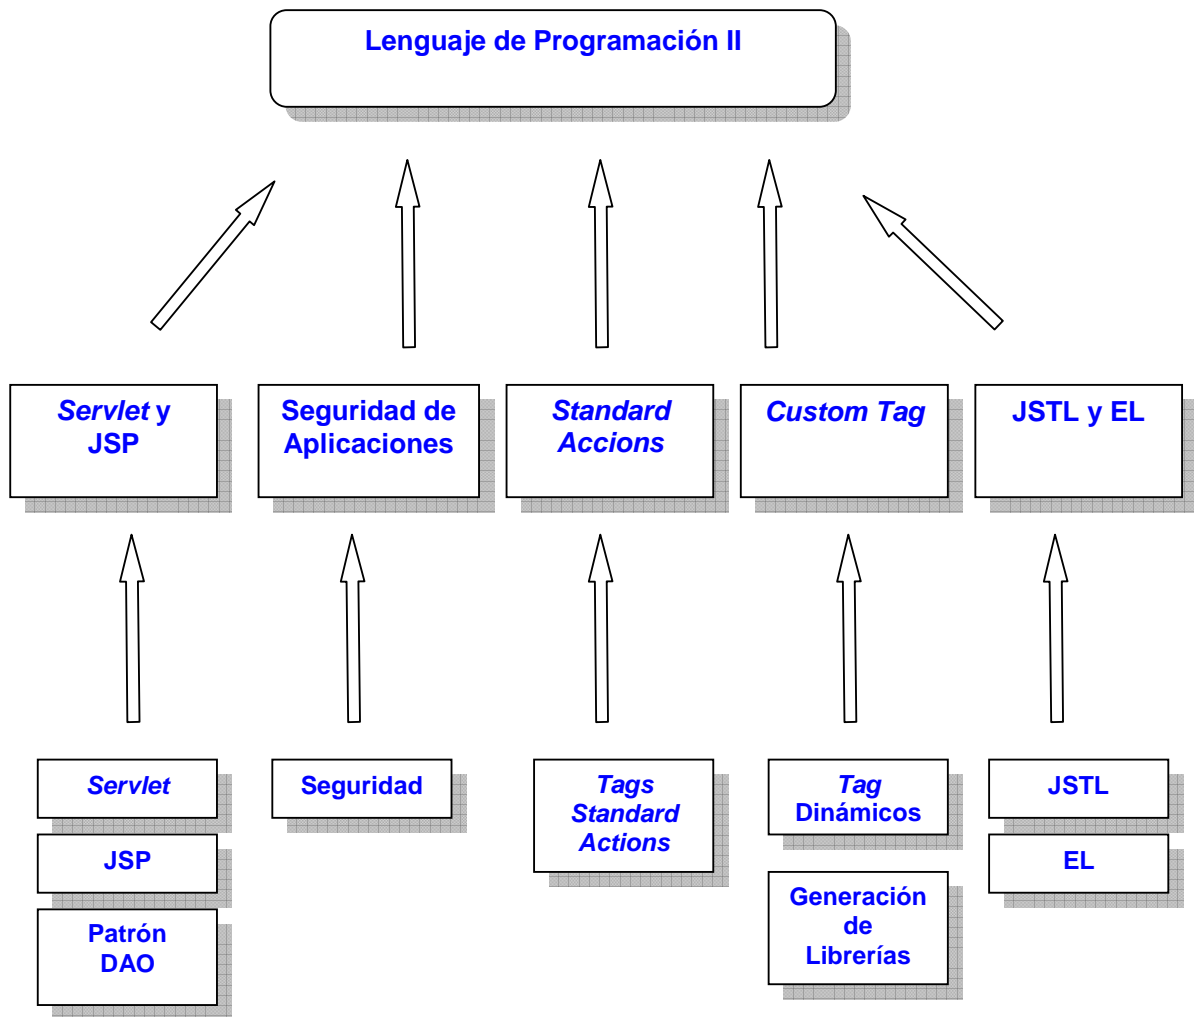 Lenguaje de Programación II
Servlet y
JSP
Seguridad de
Aplicaciones
Standard
Accions
Custom Tag
JSTL y EL
Servlet
JSP
Patrón
DAO
Seguridad
Tags
Standard
Actions
Tag
Dinámicos
Generación
de
Librerías
JSTL
EL